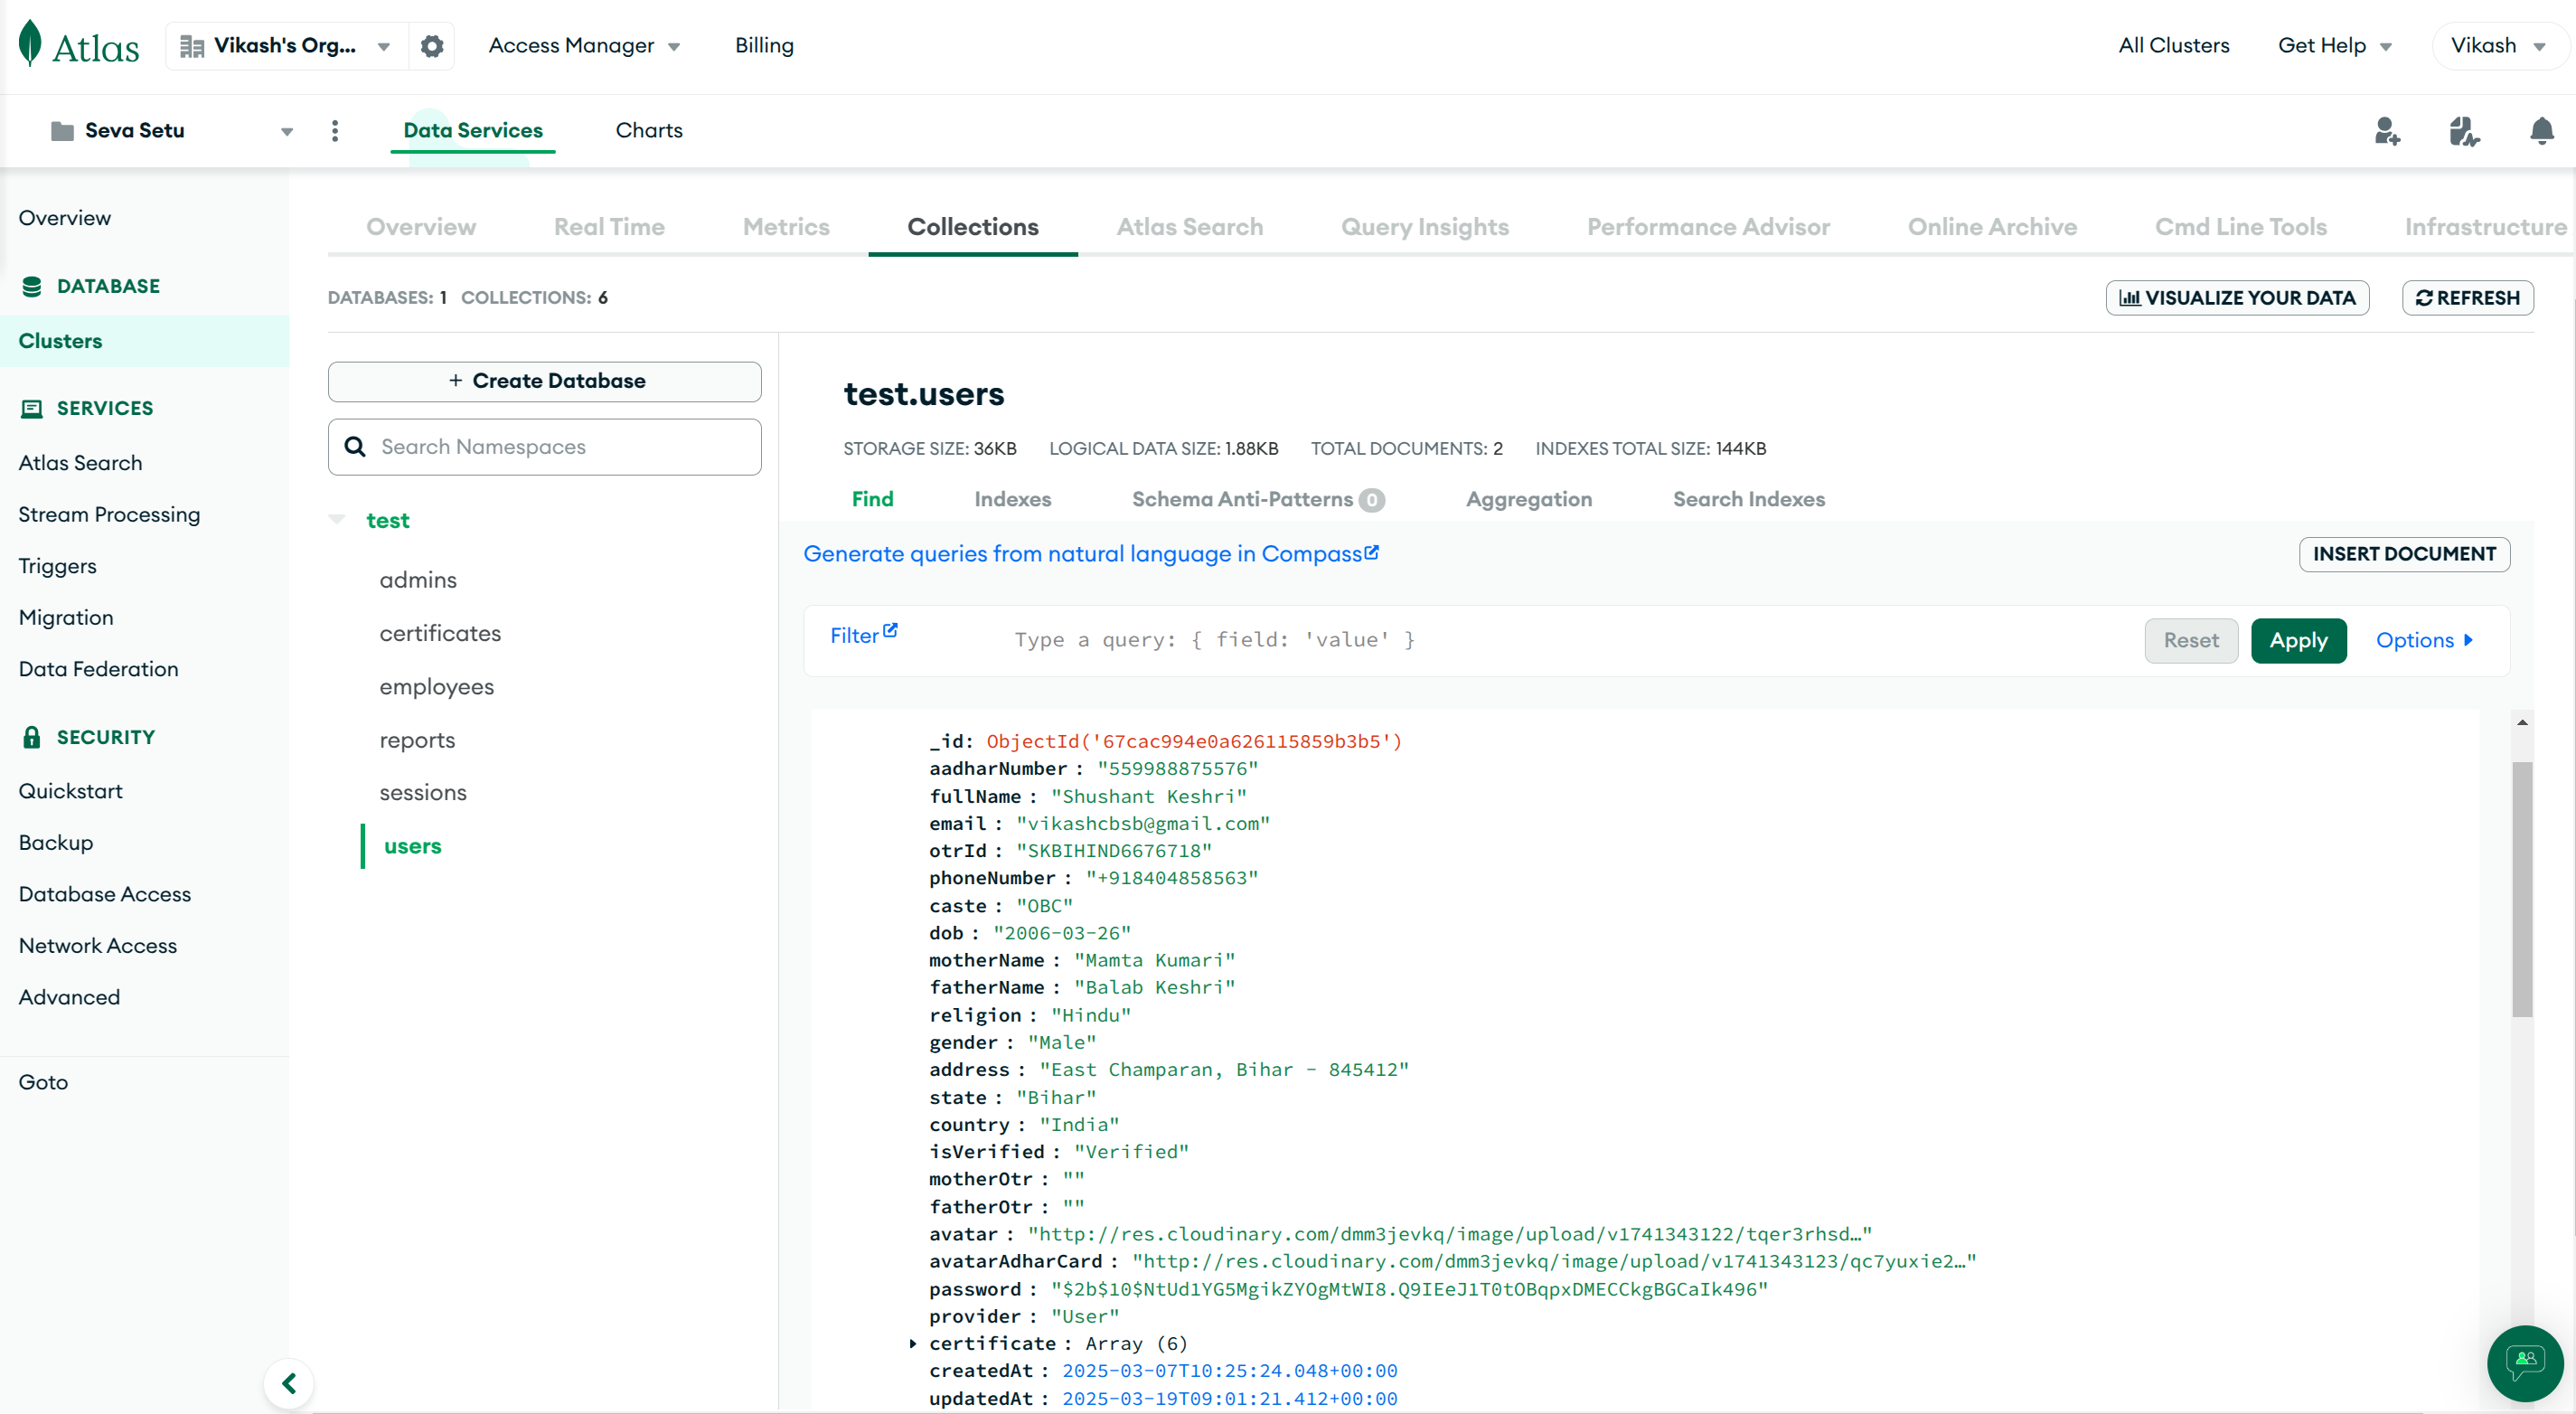 Atlas
Vikash's Org...
Access Manager
Billing
All Clusters
Get Help
Vikash
Seva Setu
Data Services
Charts
Overview
DATABASE
Clusters
SERVICES
Atlas Search
Stream Processing
Triggers
Migration
Data Federation
SECURITY
Quickstart
Backup
Database Access
Network Access
Advanced
Goto
Overview
Real Time
Metrics
Collections
Atlas Search
Query Insights
Performance Advisor
Online Archive
Cmd Line Tools
Infrastructure
DATABASES: 1 COLLECTIONS: 6
VISUALIZE YOUR DATA
REFRESH
+ Create Database
Search Namespaces
test
admins
certificates
employees
reports
sessions
users
test.users
STORAGE SIZE: 36KB LOGICAL DATA SIZE: 1.88KB TOTAL DOCUMENTS: 2 INDEXES TOTAL SIZE: 144KB
Find
Indexes
Schema Anti-Patterns 0
Aggregation
Search Indexes
Generate queries from natural language in Compass
INSERT DOCUMENT
Filter
Type a query: { field: 'value' }
Reset
Apply
Options
_id: ObjectId('67cac994e0a626115859b3b5')
aadharNumber : "559988875576"
fullName : "Shushant Keshri"
email : "vikashcbsb@gmail.com"
otrId : "SKBIHIND6676718"
phoneNumber : "+918404858563"
caste : "OBC"
dob : "2006-03-26"
motherName : "Mamta Kumari"
fatherName : "Balab Keshri"
religion : "Hindu"
gender : "Male"
address : "East Champaran, Bihar - 845412"
state : "Bihar"
country : "India"
isVerified : "Verified"
motherOtr : ""
fatherOtr : ""
avatar : "http://res.cloudinary.com/dmm3jevkq/image/upload/v1741343122/tqer3rhsd…"
avatarAdharCard : "http://res.cloudinary.com/dmm3jevkq/image/upload/v1741343123/qc7yuxie2…"
password : "$2b$10$NtUd1YG5MgikZYOgMtWI8.Q9IEeJ1T0tOBqpxDMECCkgBGCaIk496"
provider : "User"
certificate : Array (6)
createdAt : 2025-03-07T10:25:24.048+00:00
updatedAt : 2025-03-19T09:01:21.412+00:00